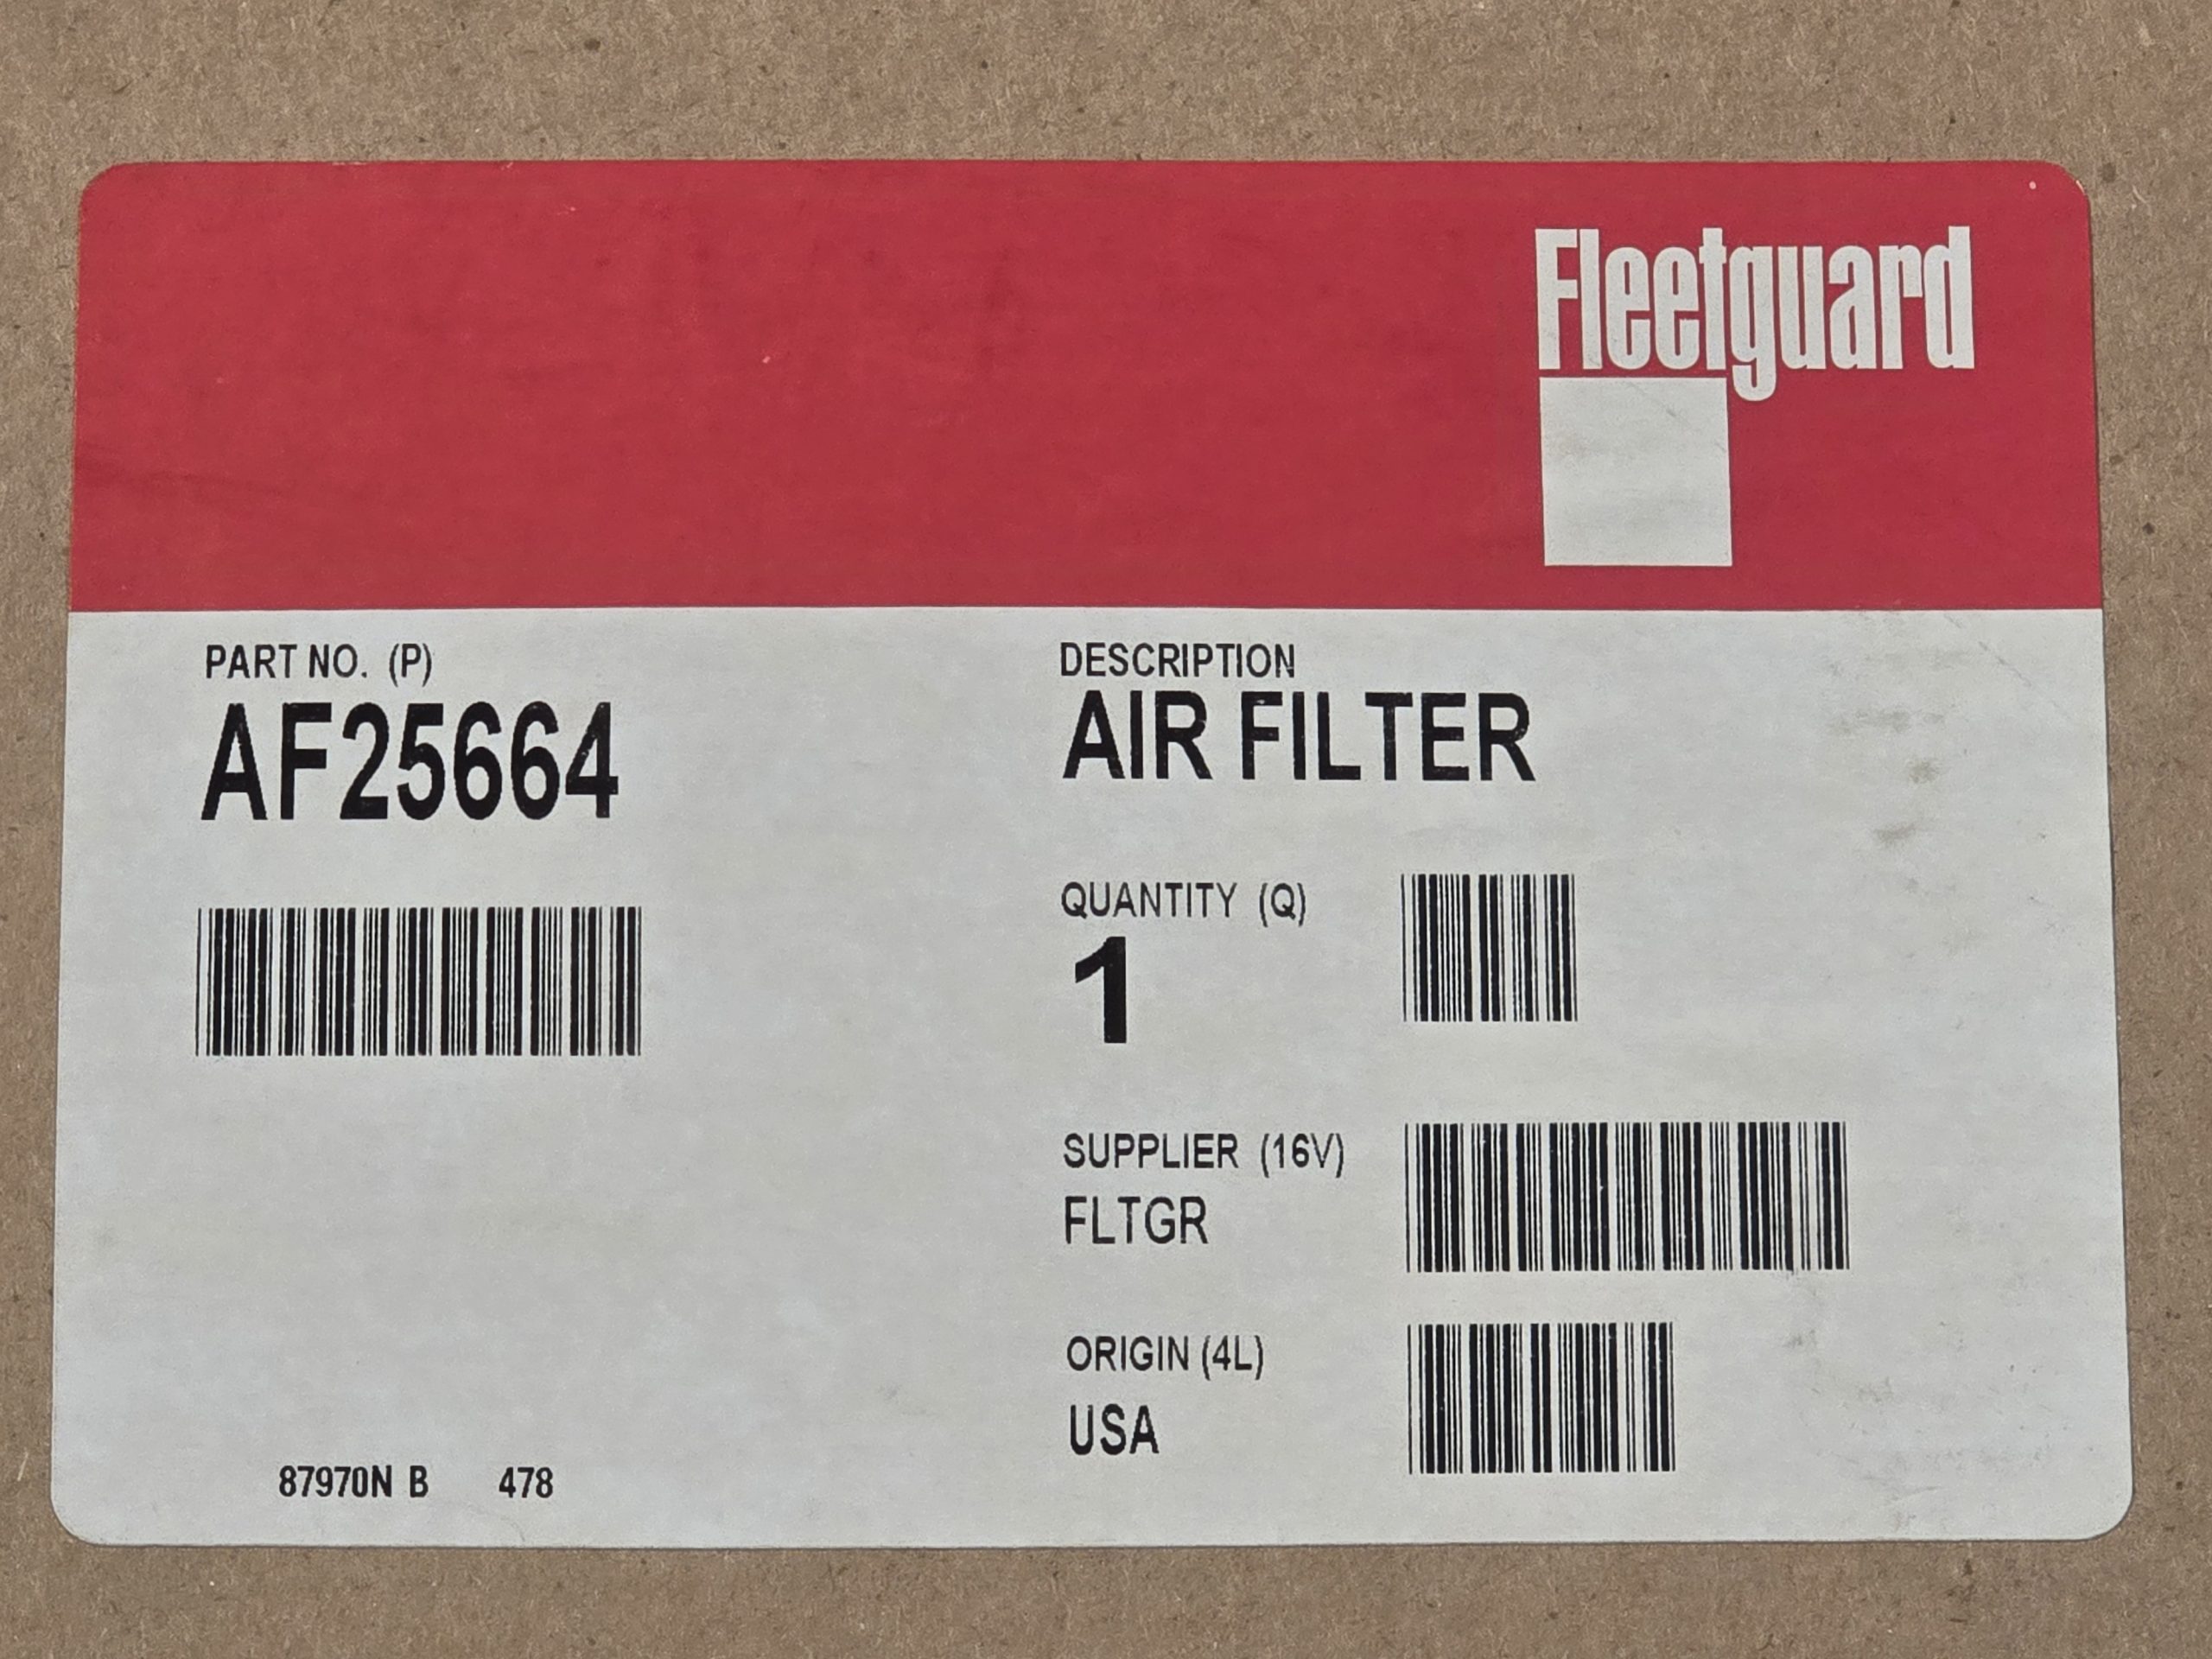 Fleetguard
PART NO. (P)
AF25664
DESCRIPTION
AIR FILTER
QUANTITY (Q)
1
SUPPLIER (16V)
FLTGR
ORIGIN (4L)
USA
87970N B 478